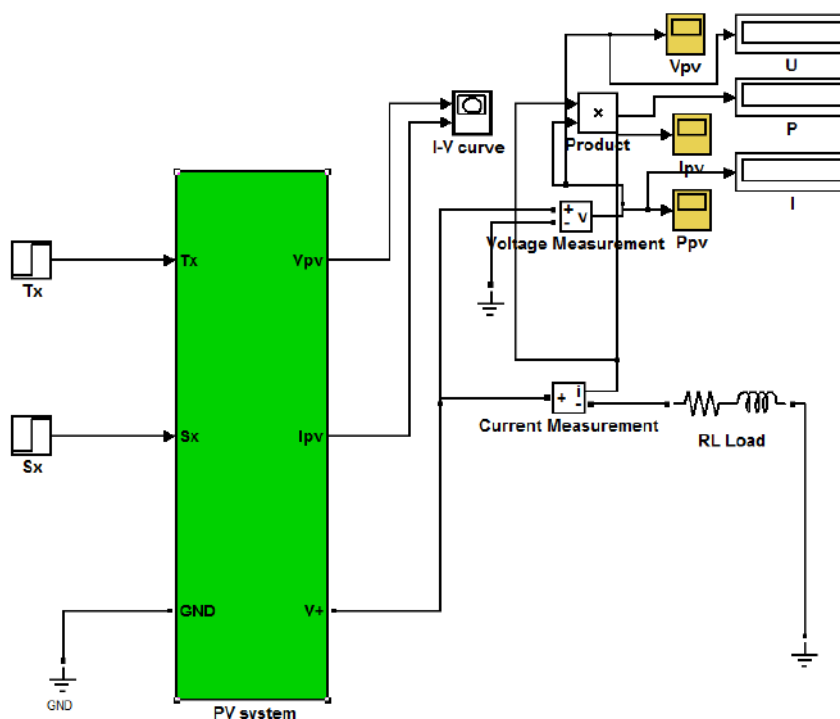 Vpv
U
I-V curve
×
Product
P
Ipv
I
+
-
v
Voltage Measurement
Ppv
Tx
Tx
Vpv
+
i
-
Current Measurement
RL Load
Sx
Sx
Ipv
GND
V+
GND
PV system